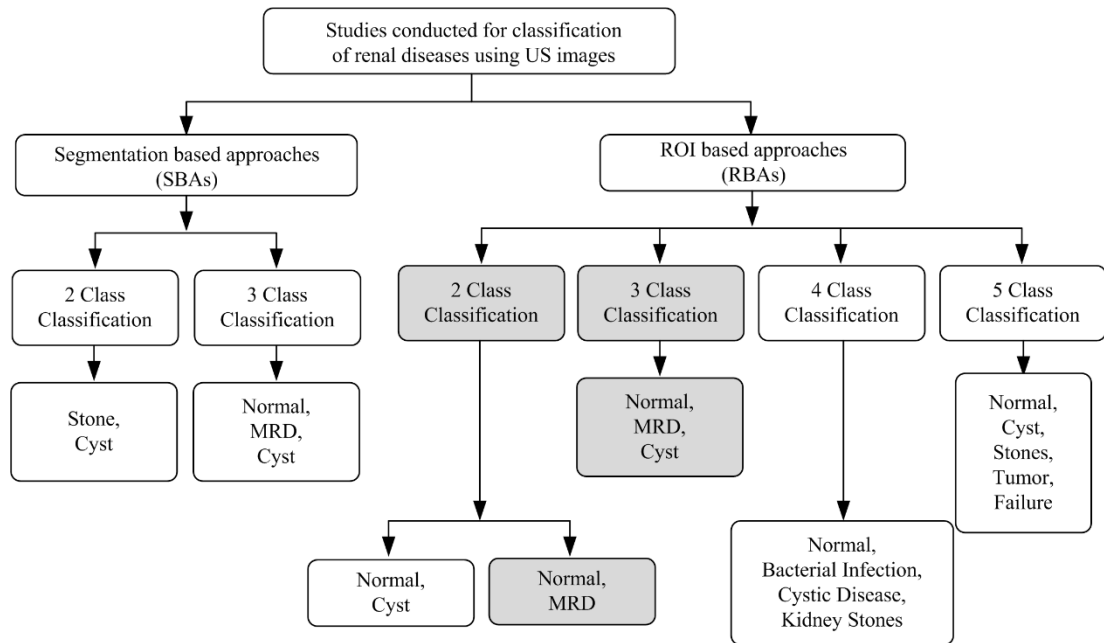 Studies conducted for classification
of renal diseases using US images
Segmentation based approaches
(SBAs)
ROI based approaches
(RBAs)
2 Class
Classification
3 Class
Classification
2 Class
Classification
3 Class
Classification
4 Class
Classification
5 Class
Classification
Stone,
Cyst
Normal,
MRD,
Cyst
Normal,
MRD,
Cyst
Normal,
Cyst,
Stones,
Tumor,
Failure
Normal,
Cyst
Normal,
MRD
Normal,
Bacterial Infection,
Cystic Disease,
Kidney Stones